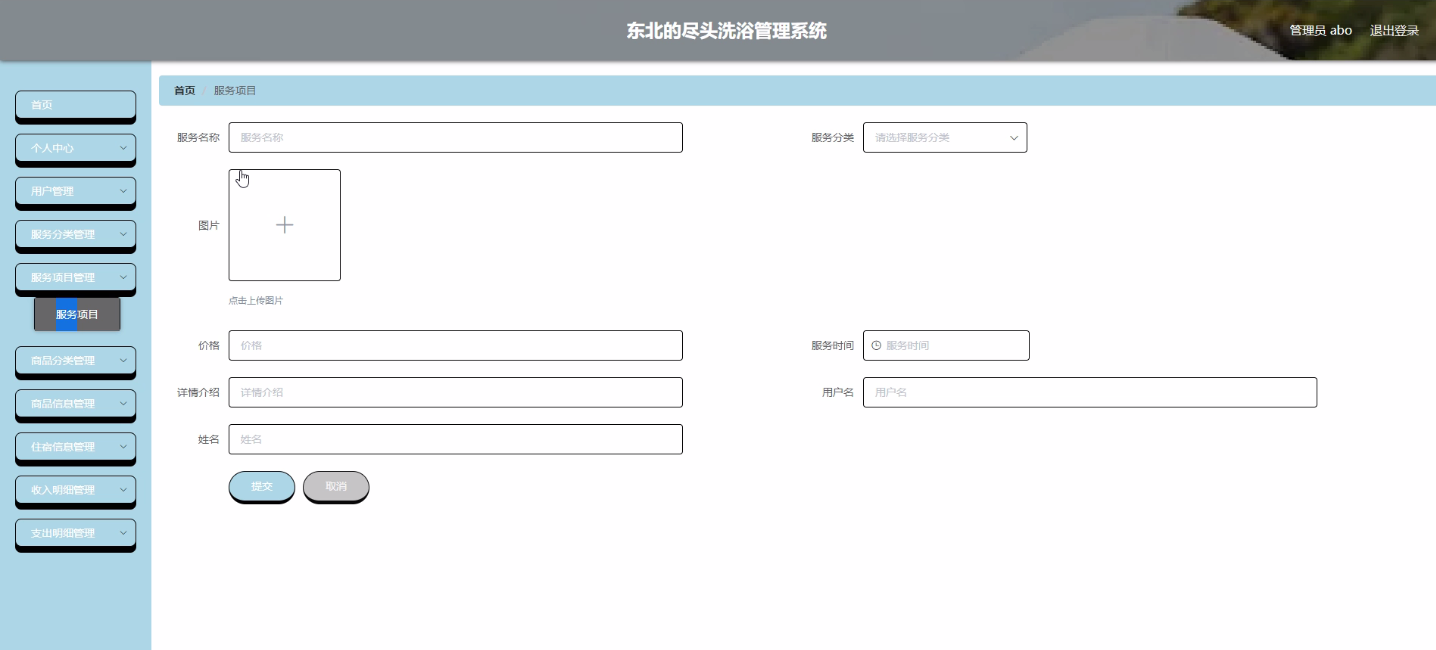 东北的尽头洗浴管理系统
管理员 abo 退出登录
首页
个人中心
用户管理
服务分类管理
服务项目管理
服务项目
商品分类管理
商品信息管理
住宿信息管理
收入明细管理
支出明细管理
首页 / 服务项目
服务名称 服务名称 服务分类 请选择服务分类
图片
点击上传图片
价格 价格 服务时间 服务时间
详情介绍 详情介绍 用户名 用户名
姓名 姓名
提交 取消